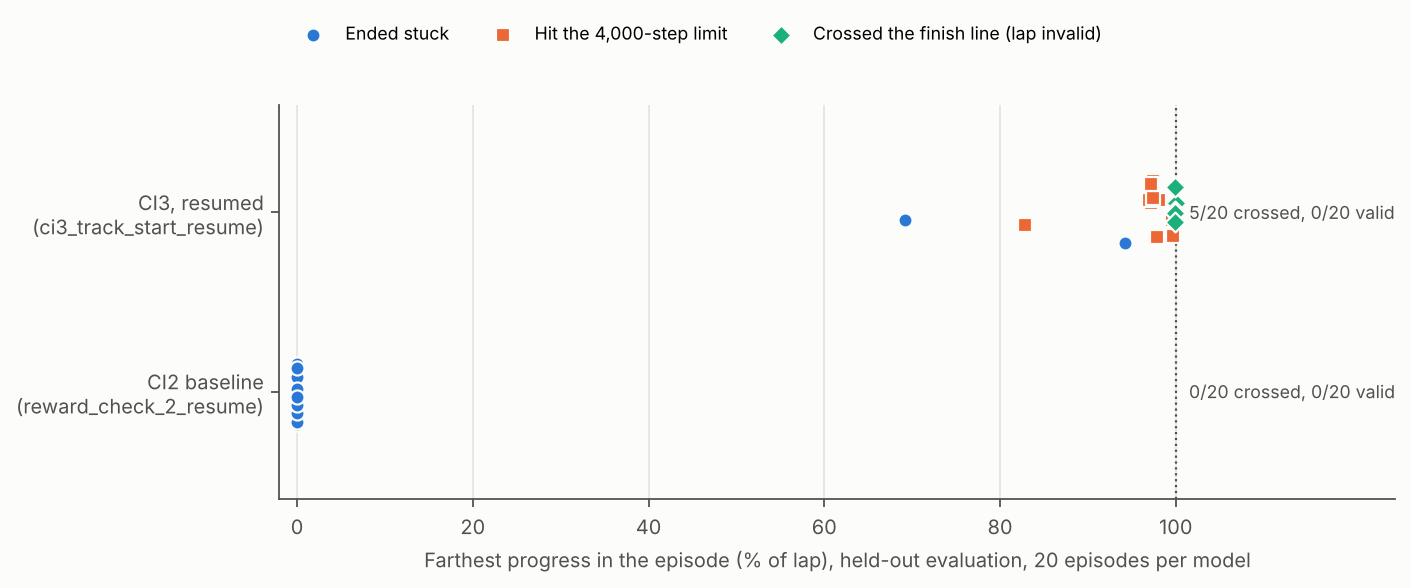 Ended stuck
Hit the 4,000-step limit
Crossed the finish line (lap invalid)
CI3, resumed
(ci3_track_start_resume)
5/20 crossed, 0/20 valid
CI2 baseline
(reward_check_2_resume)
0/20 crossed, 0/20 valid
0
20
40
60
80
100
Farthest progress in the episode (% of lap), held-out evaluation, 20 episodes per model